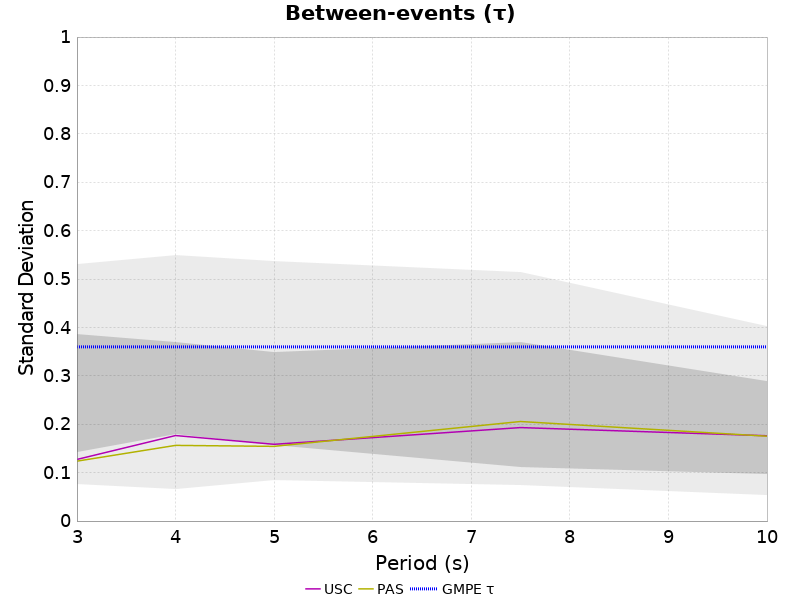 Between-events (τ)
Standard Deviation
1
0.9
0.8
0.7
0.6
0.5
0.4
0.3
0.2
0.1
0
3 4 5 6 7 8 9 10
Period (s)
USC PAS GMPE τ